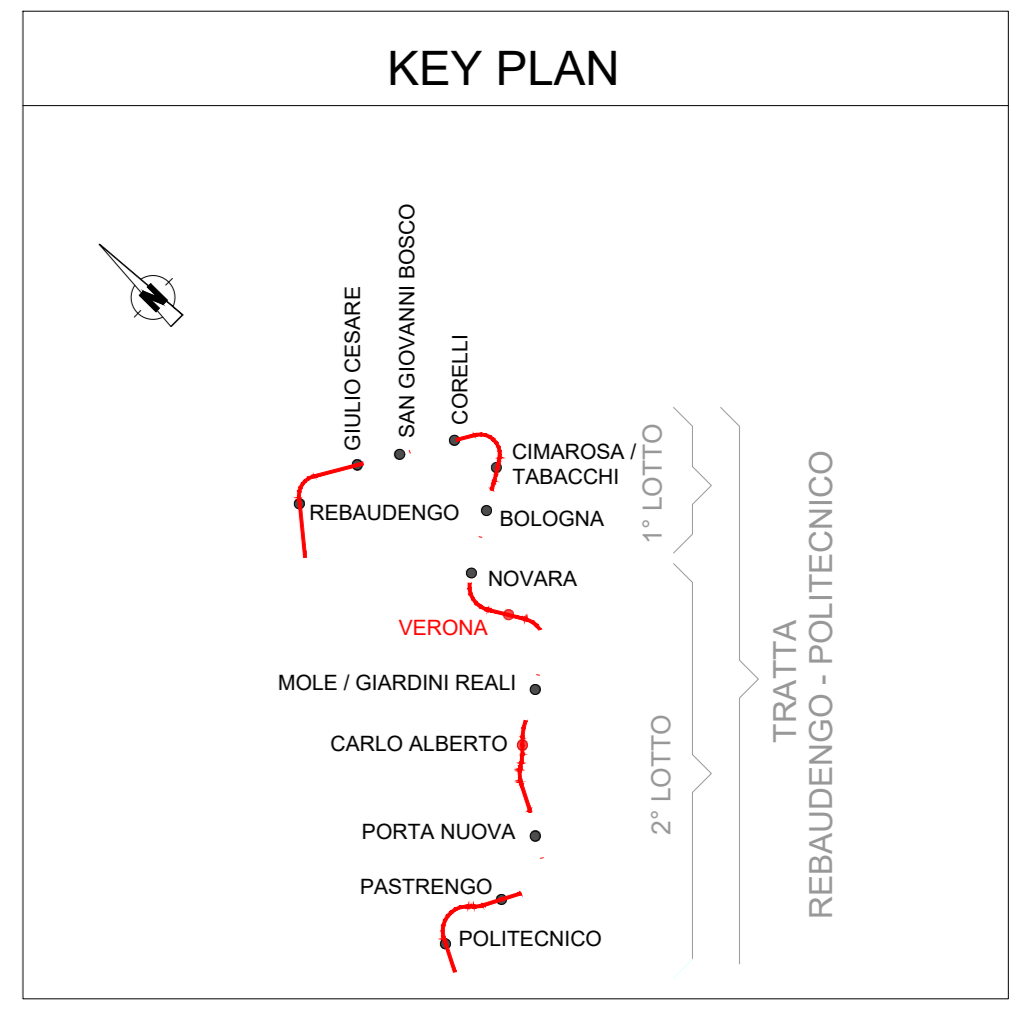 KEY PLAN
N
GIULIO CESARE
SAN GIOVANNI BOSCO
CORELLI
CIMAROSA /
TABACCHI
REBAUDENGO
BOLOGNA
NOVARA
VERONA
MOLE / GIARDINI REALI
CARLO ALBERTO
PORTA NUOVA
PASTRENGO
POLITECNICO
1° LOTTO
2° LOTTO
TRATTA
REBAUDENGO - POLITECNICO